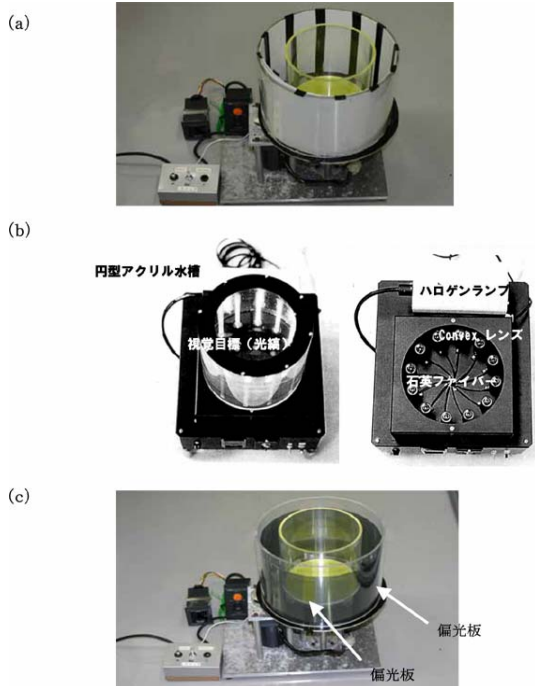 (a)
(b)
円型アクリル水槽
視覚目標（光縞）
ハロゲンランプ
Convex レンズ
石英ファイバー
(c)
偏光板
偏光板